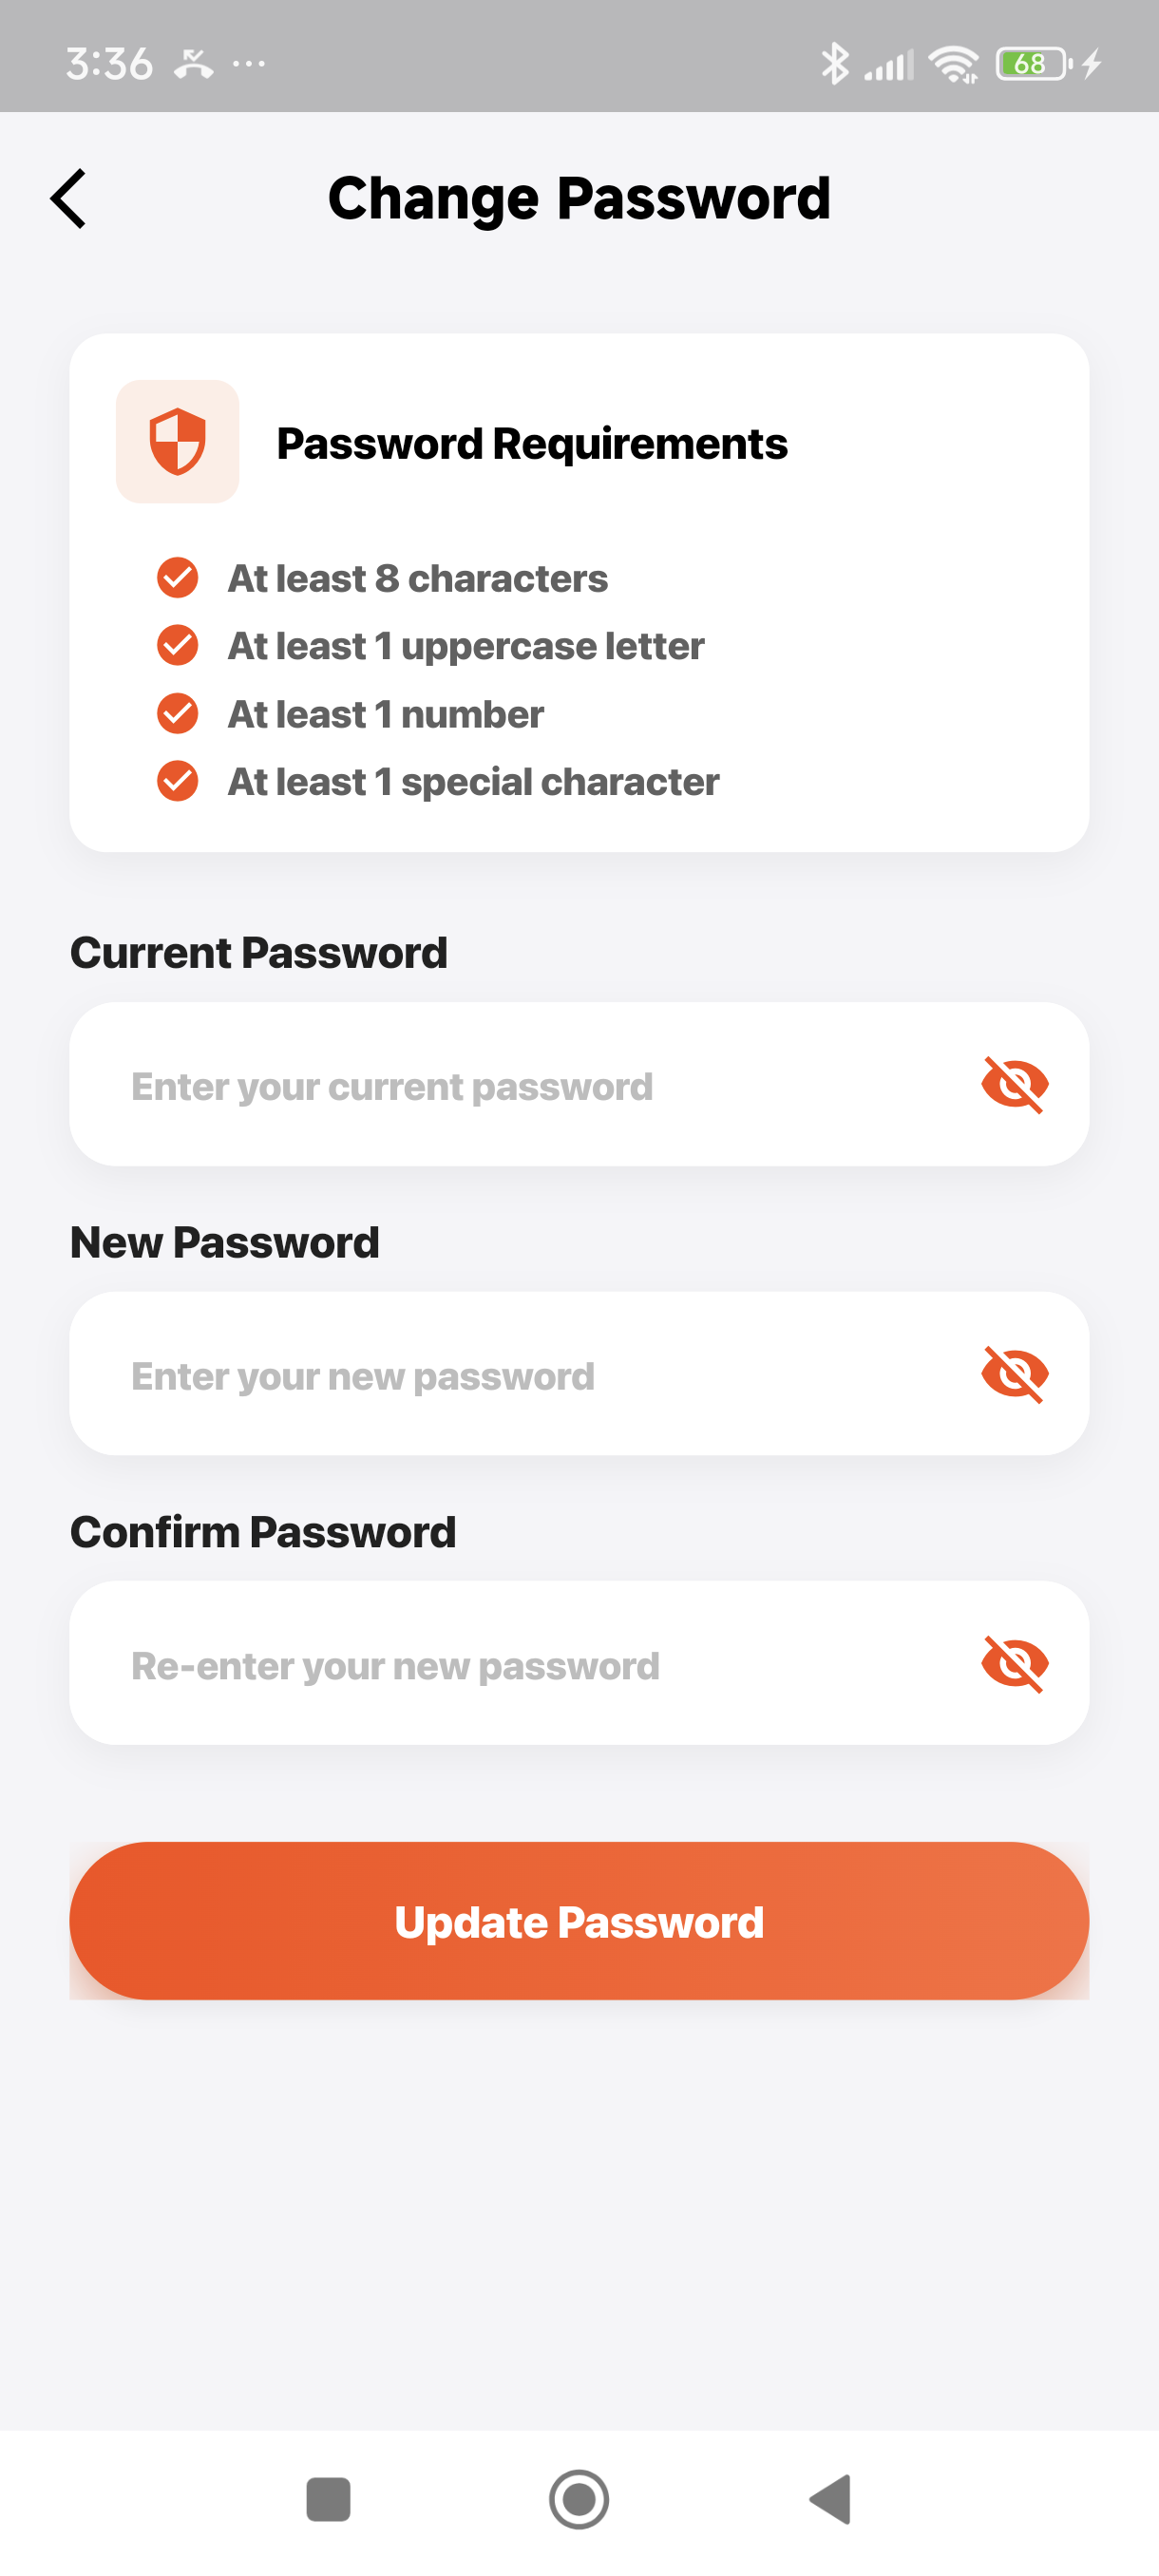 3:36
68
Change Password
Password Requirements
At least 8 characters
At least 1 uppercase letter
At least 1 number
At least 1 special character
Current Password
Enter your current password
New Password
Enter your new password
Confirm Password
Re-enter your new password
Update Password